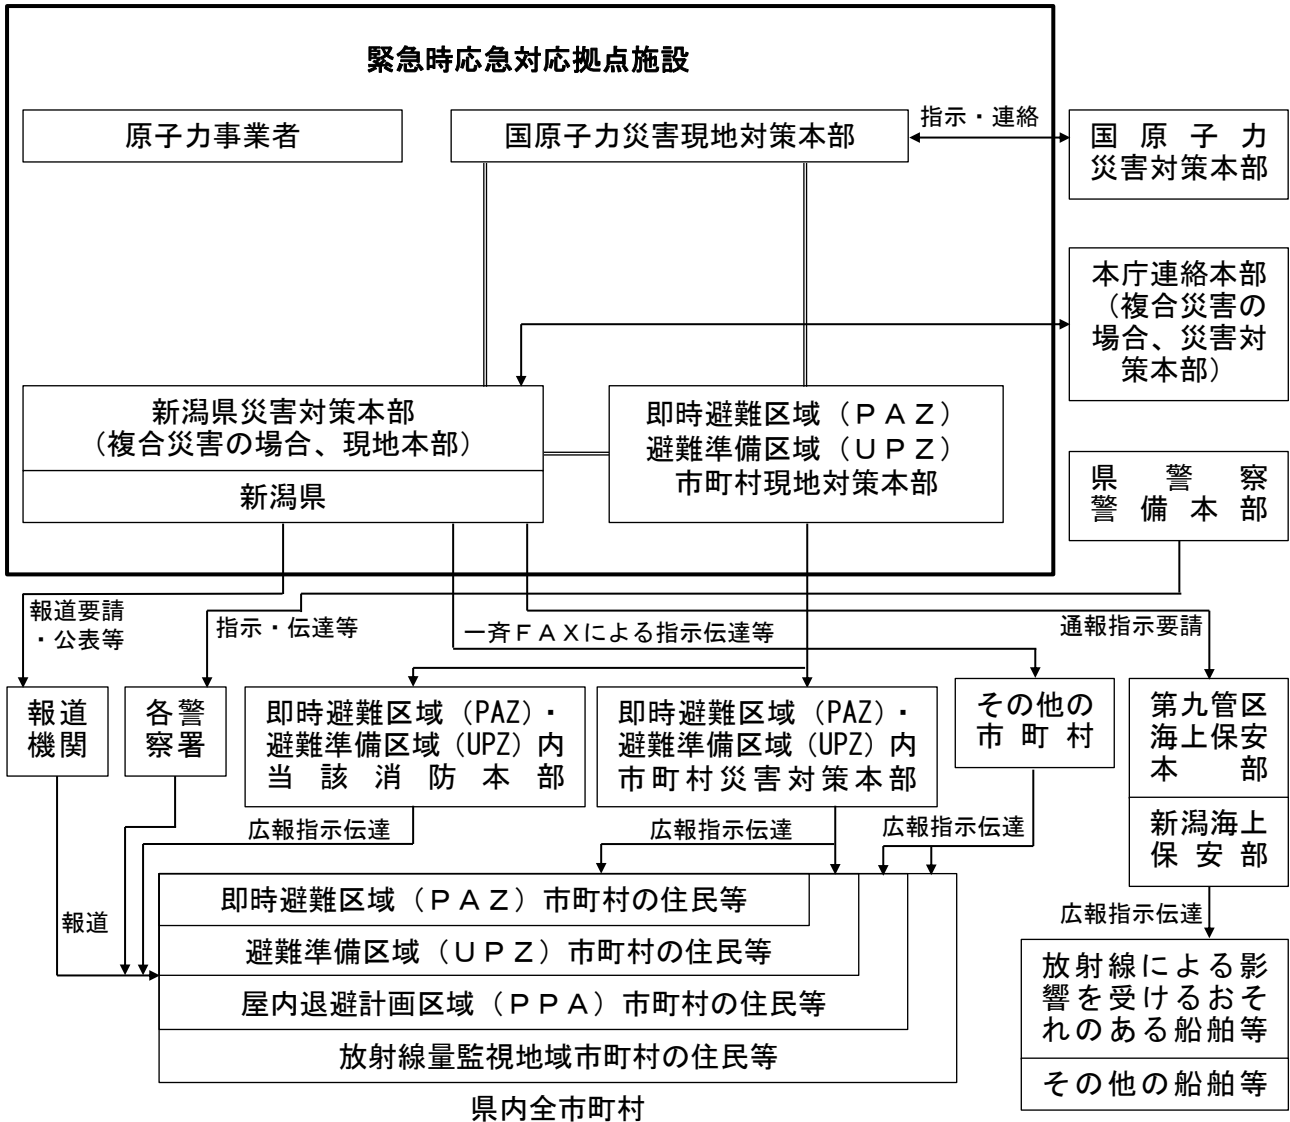 緊急時応急対応拠点施設
原子力事業者
国原子力災害現地対策本部
指示・連絡
国原子力
災害対策本部
本庁連絡本部
（複合災害の
場合、災害対
策本部）
新潟県災害対策本部
（複合災害の場合、現地本部）
新潟県
即時避難区域（ＰＡＺ）
避難準備区域（ＵＰＺ）
市町村現地対策本部
県警察
警備本部
報道要請
・公表等
指示・伝達等
一斉ＦＡＸによる指示伝達等
通報指示要請
報道
機関
各警
察署
即時避難区域（PAZ）・
避難準備区域（UPZ）内
当該消防本部
即時避難区域（PAZ）・
避難準備区域（UPZ）内
市町村災害対策本部
その他の
市町村
第九管区
海上保安
本部
新潟海上
保安部
広報指示伝達
広報指示伝達
広報指示伝達
広報指示伝達
報道
即時避難区域（ＰＡＺ）市町村の住民等
避難準備区域（ＵＰＺ）市町村の住民等
屋内退避計画区域（ＰＰＡ）市町村の住民等
放射線量監視地域市町村の住民等
県内全市町村
放射線による影
響を受けるおそ
れのある船舶等
その他の船舶等